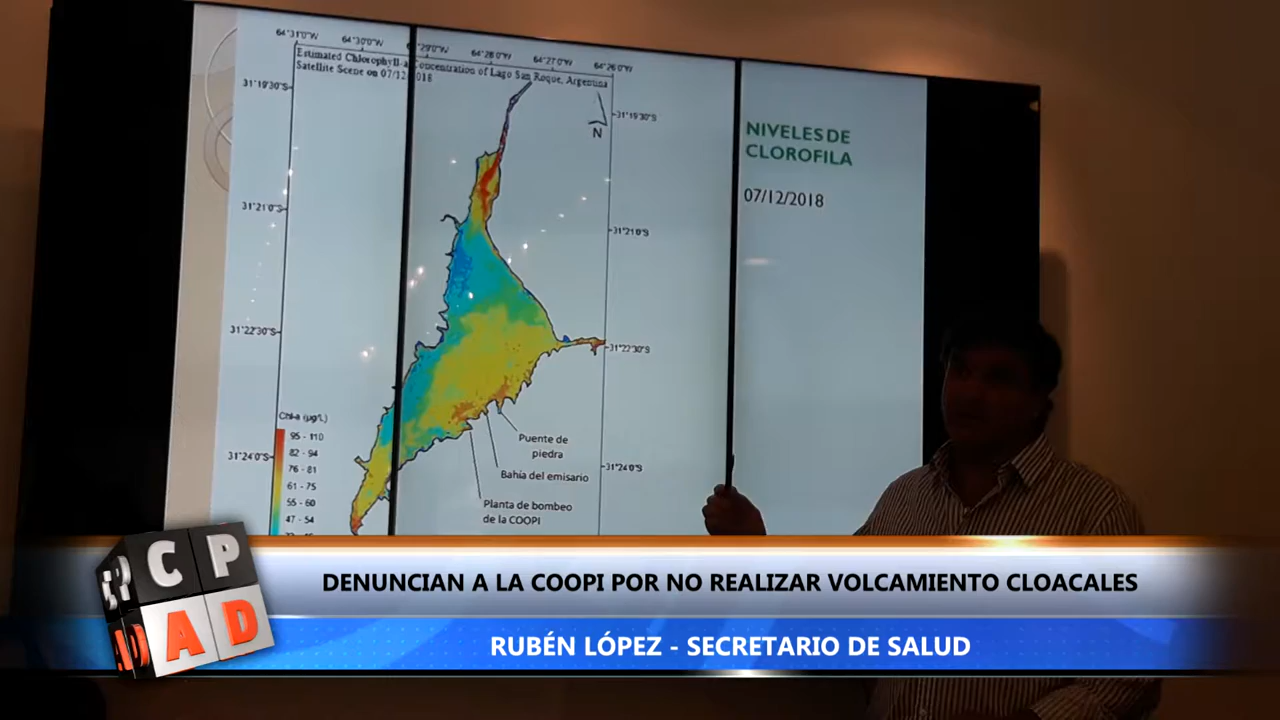 64°31'0"W 64°30'0"W 64°29'0"W 64°28'0"W 64°27'0"W 64°26'0"W
Estimated Chlorophyll-a Concentration of Lago San Roque, Argentina
Satellite Scene on 07/12/2018
31°19'30"S
31°19'30"S
N
NIVELES DE
CLOROFILA
07/12/2018
31°21'0"S
31°21'0"S
31°22'30"S
31°22'30"S
Chl-a (µg/L)
95 - 110
82 - 94
76 - 81
61 - 75
55 - 60
47 - 54
31°24'0"S
31°24'0"S
Puente de
piedra
Bahía del emisario
Planta de bombeo
de la COOPI
CP
AD
DENUNCIAN A LA COOPI POR NO REALIZAR VOLCAMIENTO CLOACALES
RUBÉN LÓPEZ - SECRETARIO DE SALUD